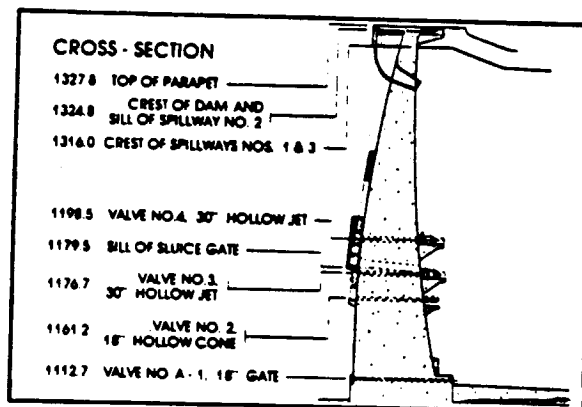 CROSS - SECTION
1327.8 TOP OF PARAPET
1324.8 CREST OF DAM AND
SILL OF SPILLWAY NO. 2
1316.0 CREST OF SPILLWAYS NOS. 1 & 3
1198.5 VALVE NO.4, 30" HOLLOW JET
1179.5 SILL OF SLUICE GATE
1176.7 VALVE NO.3,
30" HOLLOW JET
1161.2 VALVE NO. 2,
18" HOLLOW CONE
1112.7 VALVE NO A - 1, 18" GATE